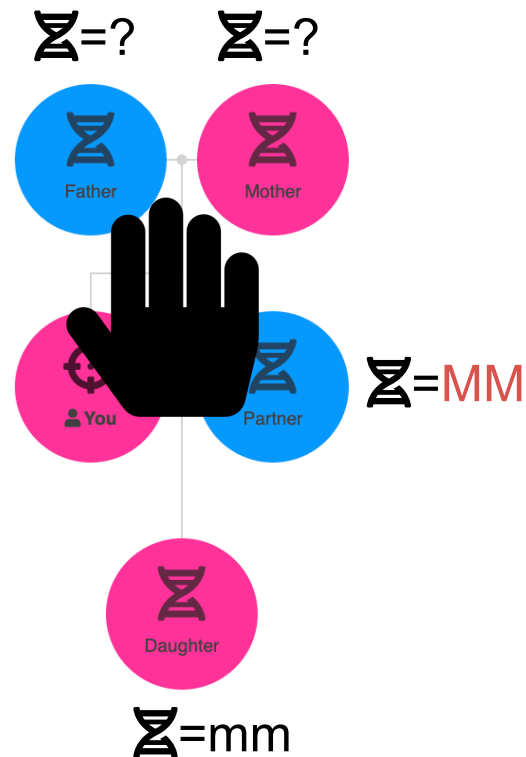 =? =?
Father Mother
You Partner =MM
Daughter
=mm